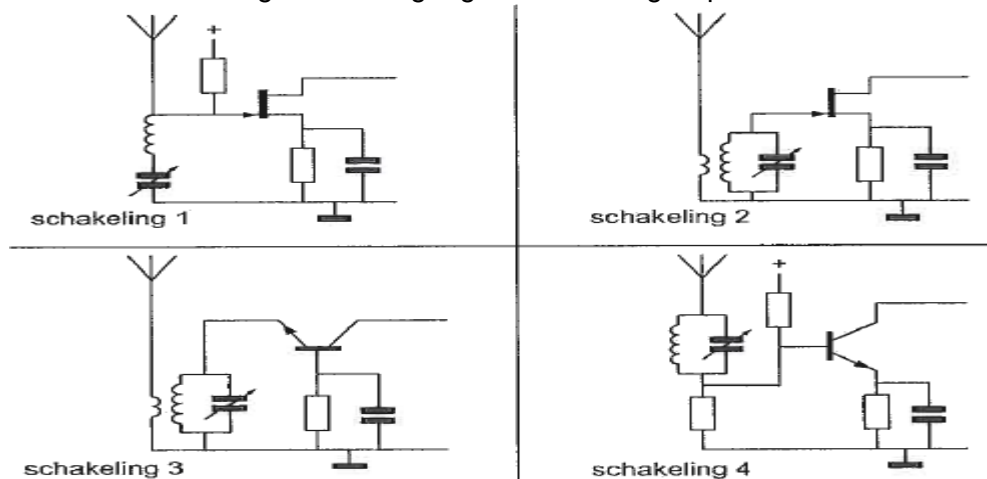 +
schakeling 1
schakeling 2
+
schakeling 3
schakeling 4